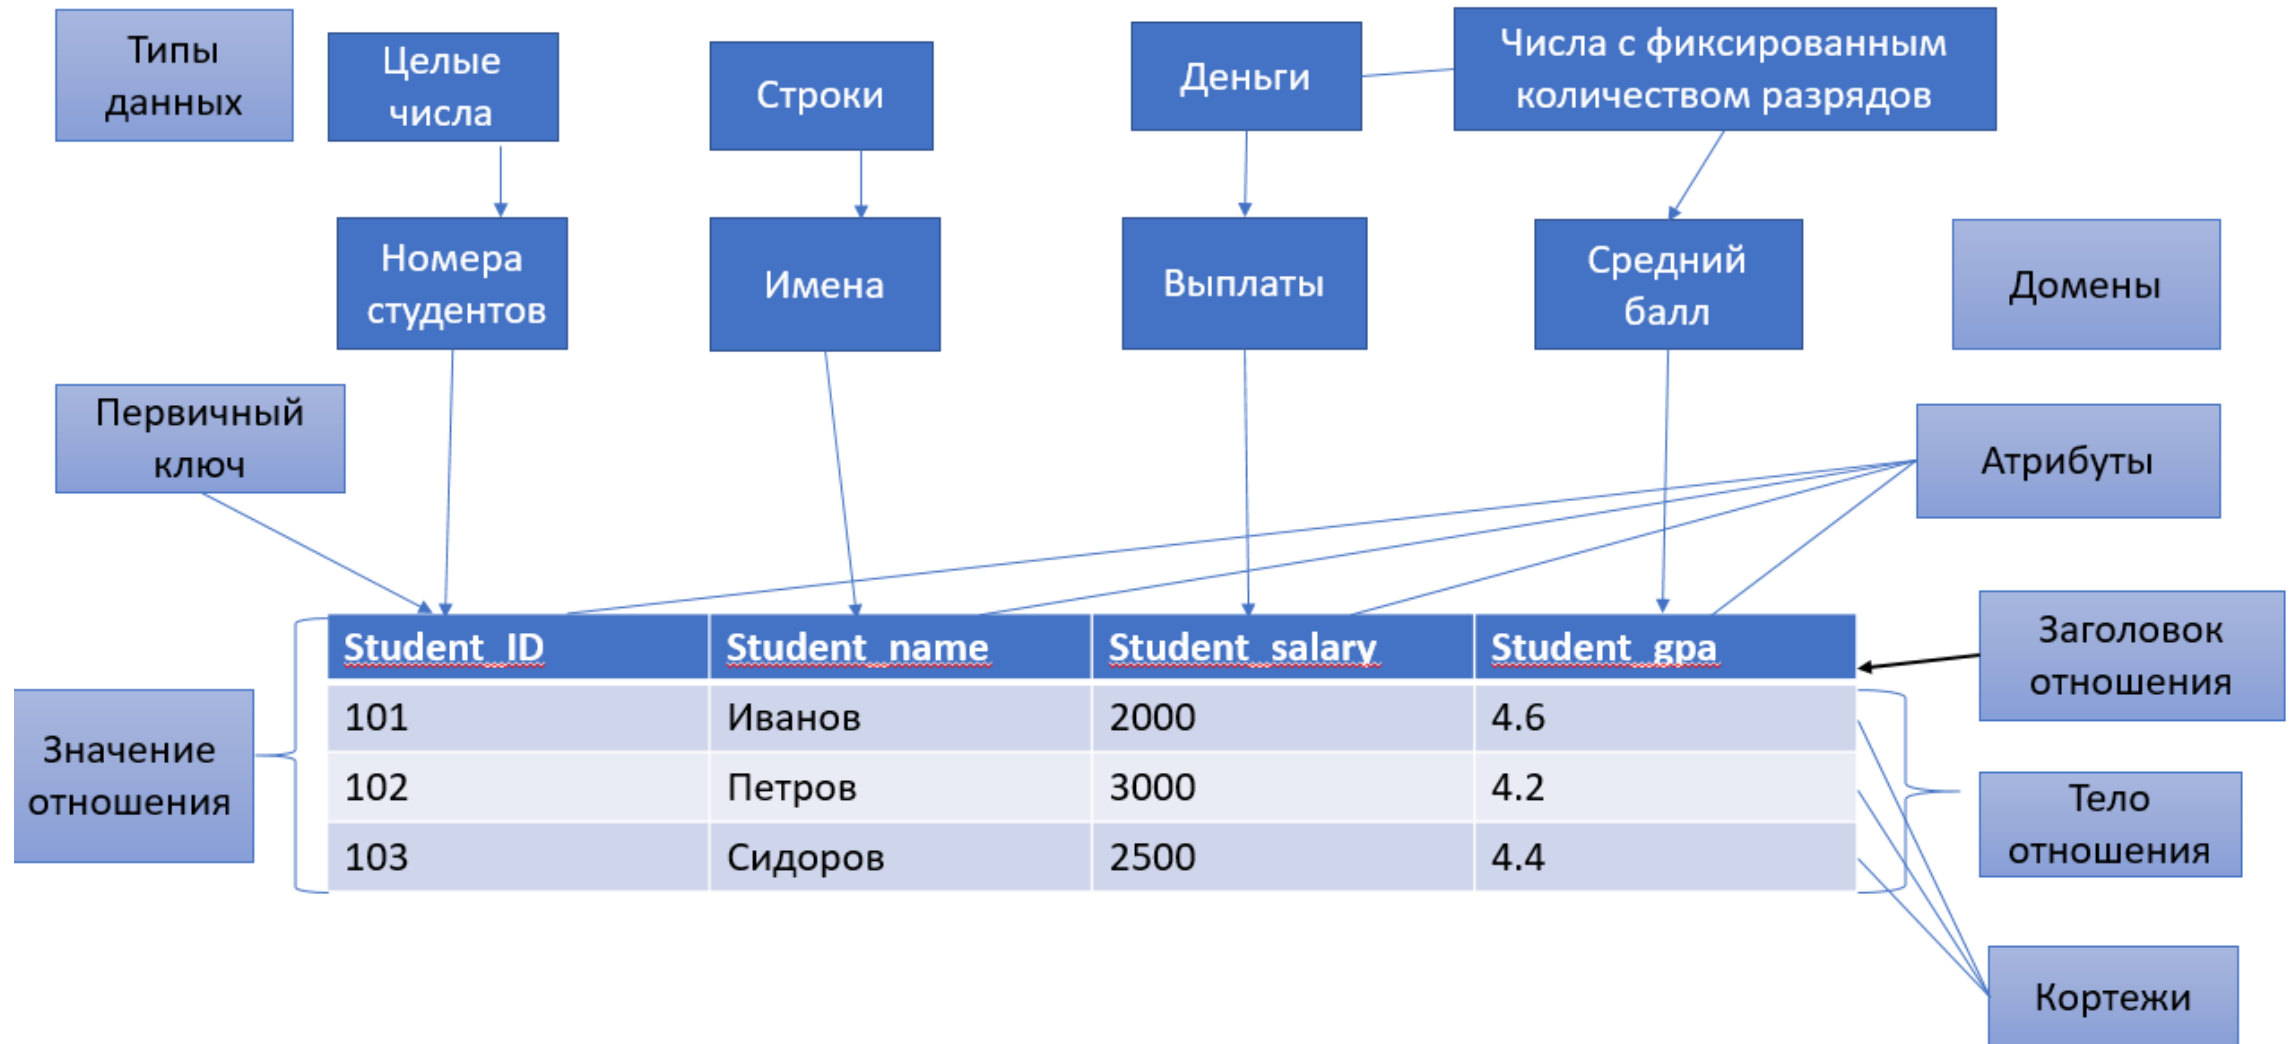 Типы
данных
Целые
числа
Строки
Деньги
Числа с фиксированным
количеством разрядов
Номера
студентов
Имена
Выплаты
Средний
балл
Домены
Первичный
ключ
Атрибуты
Student_ID Student_name Student_salary Student_gpa
101 Иванов 2000 4.6
102 Петров 3000 4.2
103 Сидоров 2500 4.4
Значение
отношения
Заголовок
отношения
Тело
отношения
Кортежи